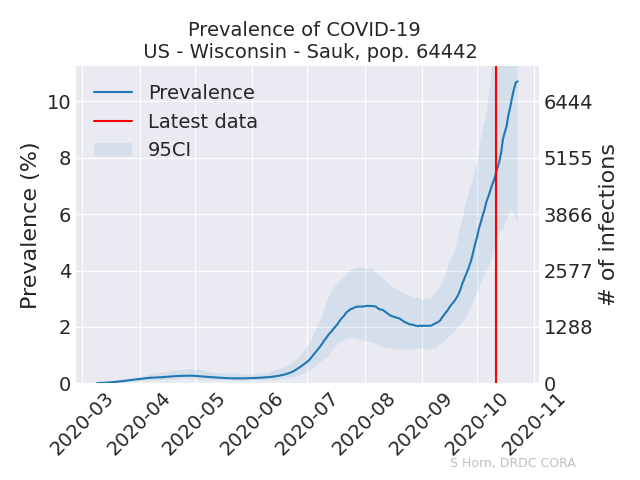 Prevalence of COVID-19
US - Wisconsin - Sauk, pop. 64442
Prevalence
Latest data
95CI
Prevalence (%)
10
8
6
4
2
0
6444
5155
3866
2577
1288
0
# of infections
2020-03
2020-04
2020-05
2020-06
2020-07
2020-08
2020-09
2020-10
2020-11
S Horn, DRDC CORA